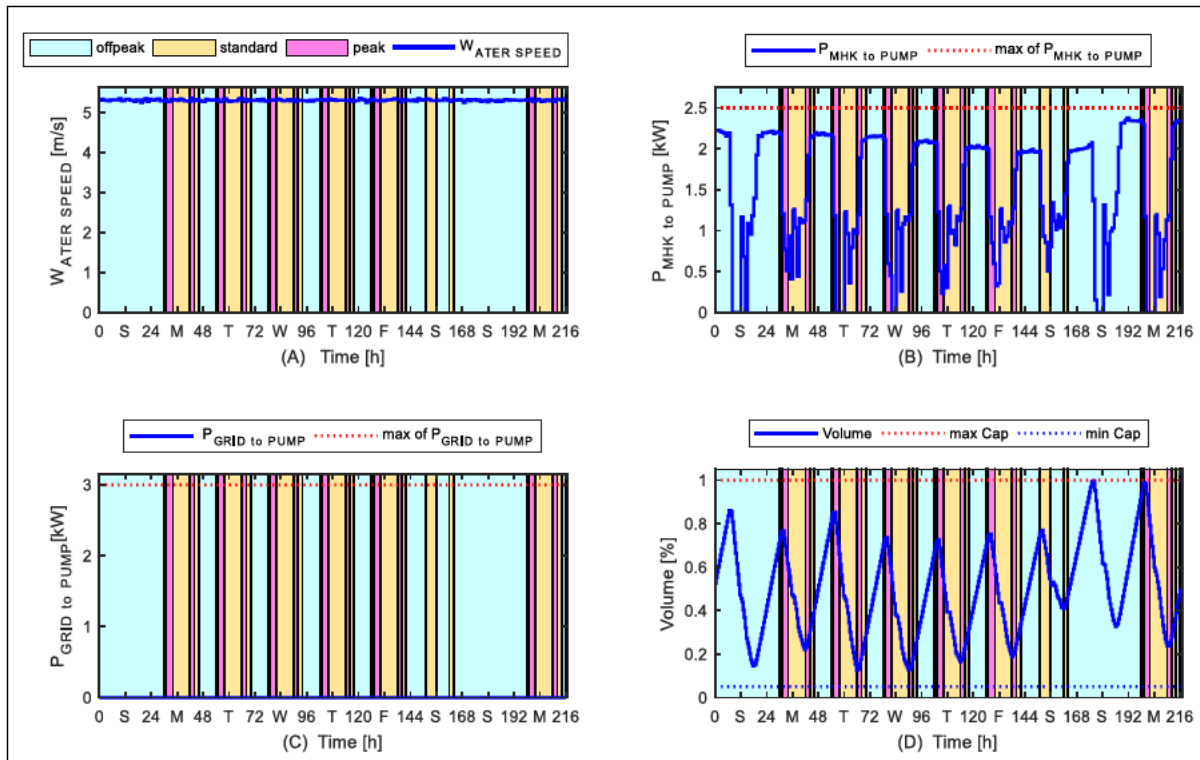 offpeak standard peak WATER SPEED
WATER SPEED [m/s]
5
4
3
2
1
0
0 S 24 M 48 T 72 W 96 T 120 F 144 S 168 S 192 M 216
(A) Time [h]
PMHK to PUMP max of PMHK to PUMP
PMHK to PUMP [kW]
2.5
2
1.5
1
0.5
0
0 S 24 M 48 T 72 W 96 T 120 F 144 S 168 S 192 M 216
(B) Time [h]
PGRID to PUMP max of PGRID to PUMP
PGRID to PUMP[kW]
3
2
1
0
0 S 24 M 48 T 72 W 96 T 120 F 144 S 168 S 192 M 216
(C) Time [h]
Volume max Cap min Cap
Volume [%]
1
0.8
0.6
0.4
0.2
0
0 S 24 M 48 T 72 W 96 T 120 F 144 S 168 S 192 M 216
(D) Time [h]